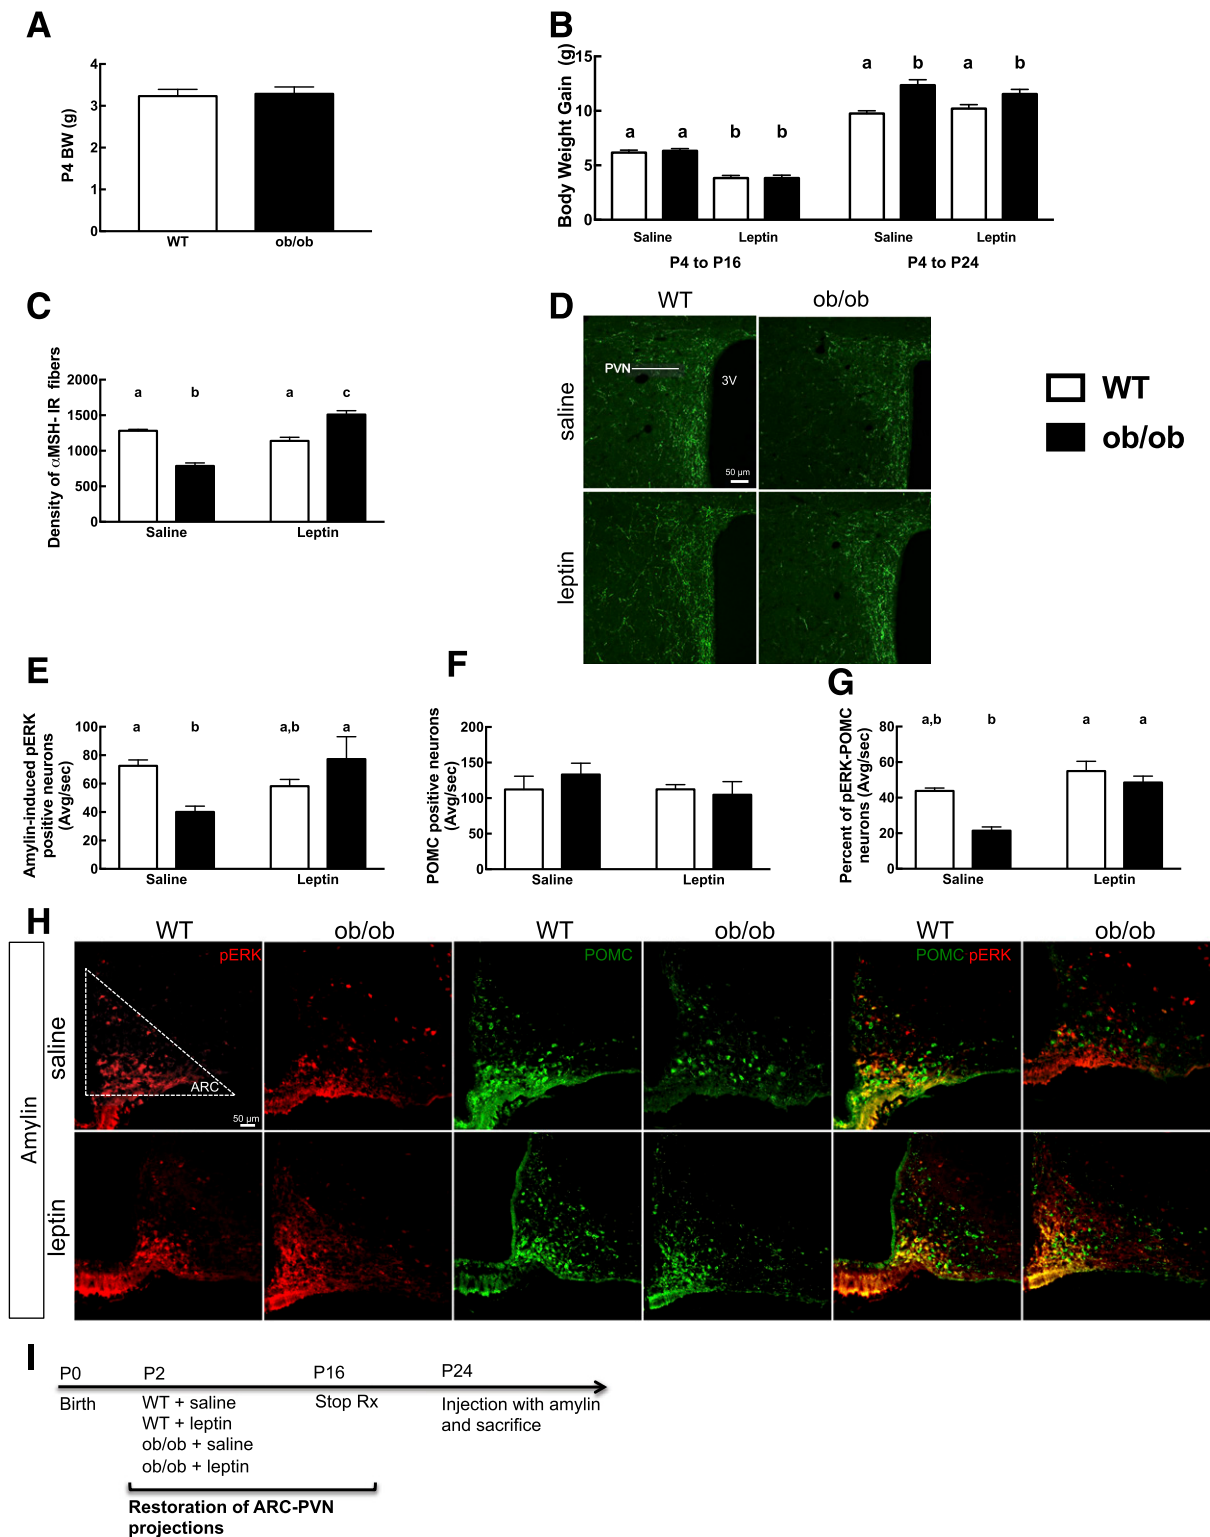 A
P4 BW (g)
4
3
2
1
0
WT
ob/ob
B
Body Weight Gain (g)
15
10
5
0
a
a
b
b
a
b
a
b
Saline
Leptin
Saline
Leptin
P4 to P16
P4 to P24
C
Density of αMSH- IR fibers
2000
1500
1000
500
0
a
b
a
c
Saline
Leptin
D
WT
ob/ob
saline
leptin
PVN
3V
50 µm
WT
ob/ob
E
Amylin-induced pERK
positive neurons
(Avg/sec)
100
80
60
40
20
0
a
b
a,b
a
Saline
Leptin
F
POMC positive neurons
(Avg/sec)
200
150
100
50
0
Saline
Leptin
G
Percent of pERK-POMC
neurons (Avg/sec)
80
60
40
20
0
a,b
b
a
a
Saline
Leptin
H
WT
ob/ob
WT
ob/ob
WT
ob/ob
pERK
POMC
POMC pERK
Amylin
saline
leptin
ARC
50 µm
I
P0
P2
P16
P24
Birth
WT + saline
WT + leptin
ob/ob + saline
ob/ob + leptin
Stop Rx
Injection with amylin
and sacrifice
Restoration of ARC-PVN
projections